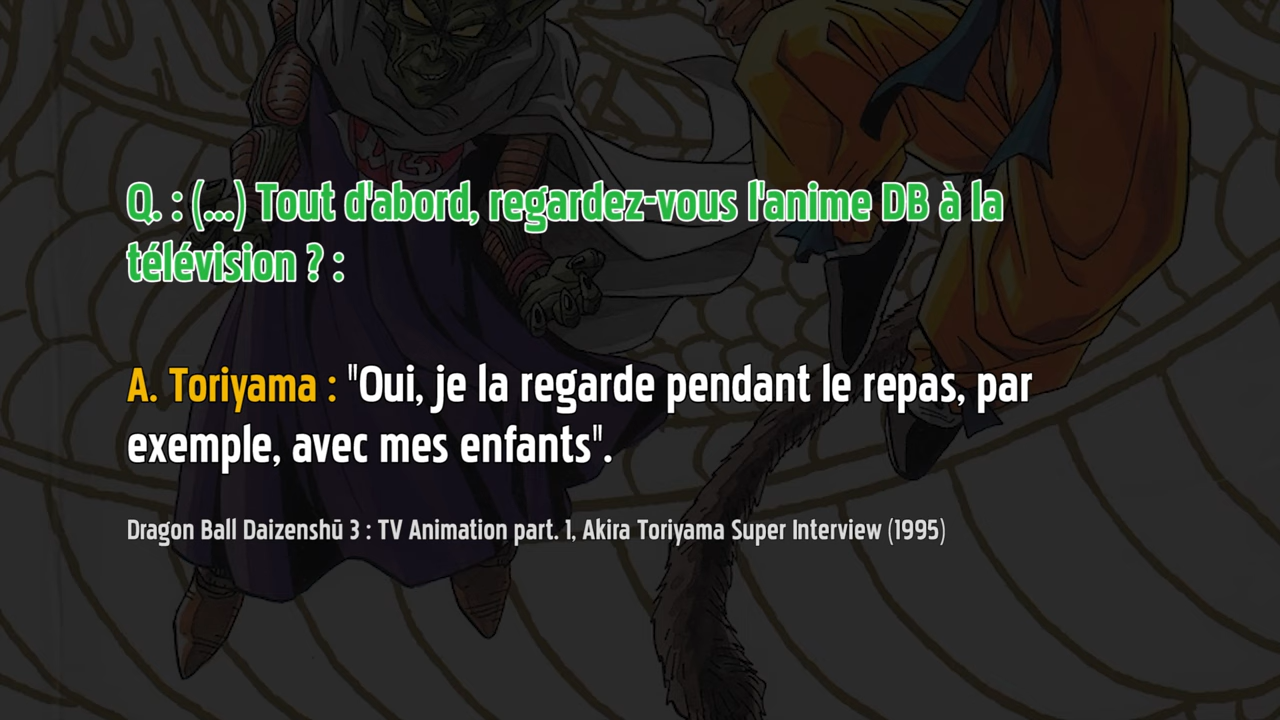 Q. : (...) Tout d'abord, regardez-vous l'anime DB à la
télévision ? :
A. Toriyama : "Oui, je la regarde pendant le repas, par
exemple, avec mes enfants".
Dragon Ball Daizenshū 3 : TV Animation part. 1, Akira Toriyama Super Interview (1995)